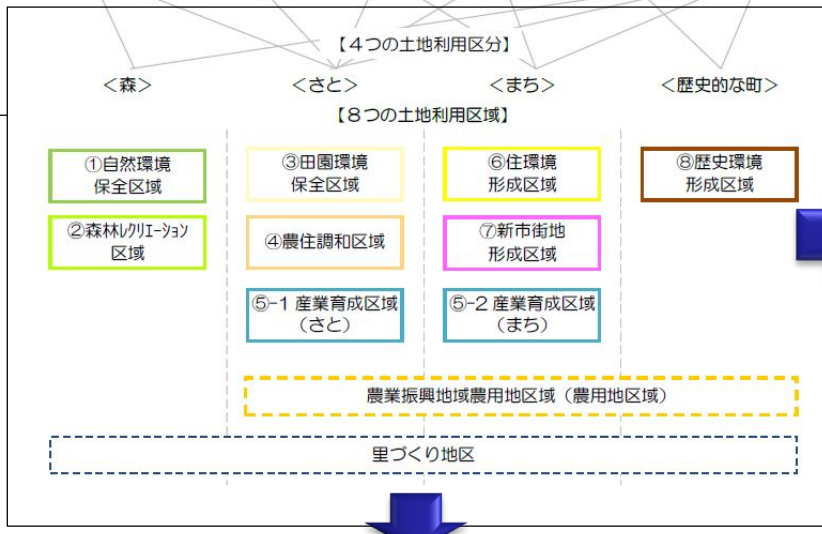 【4つの土地利用区分】
＜森＞
＜さと＞
＜まち＞
＜歴史的な町＞
【8つの土地利用区域】
①自然環境
保全区域
③田園環境
保全区域
⑥住環境
形成区域
⑧歴史環境
形成区域
②森林ﾚｸﾘｴｰｼｮﾝ
区域
④農住調和区域
⑦新市街地
形成区域
⑤-1 産業育成区域
（さと）
⑤-2 産業育成区域
（まち）
農業振興地域農用地区域（農用地区域）
里づくり地区